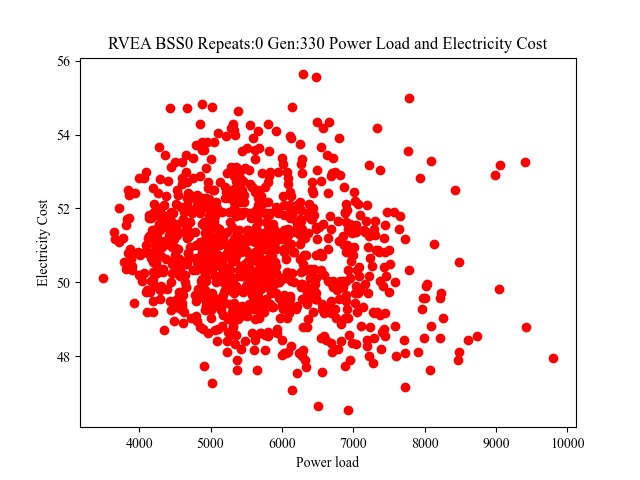 RVEA BSS0 Repeats:0 Gen:330 Power Load and Electricity Cost
56
54
52
50
48
Electricity Cost
4000 5000 6000 7000 8000 9000 10000
Power load